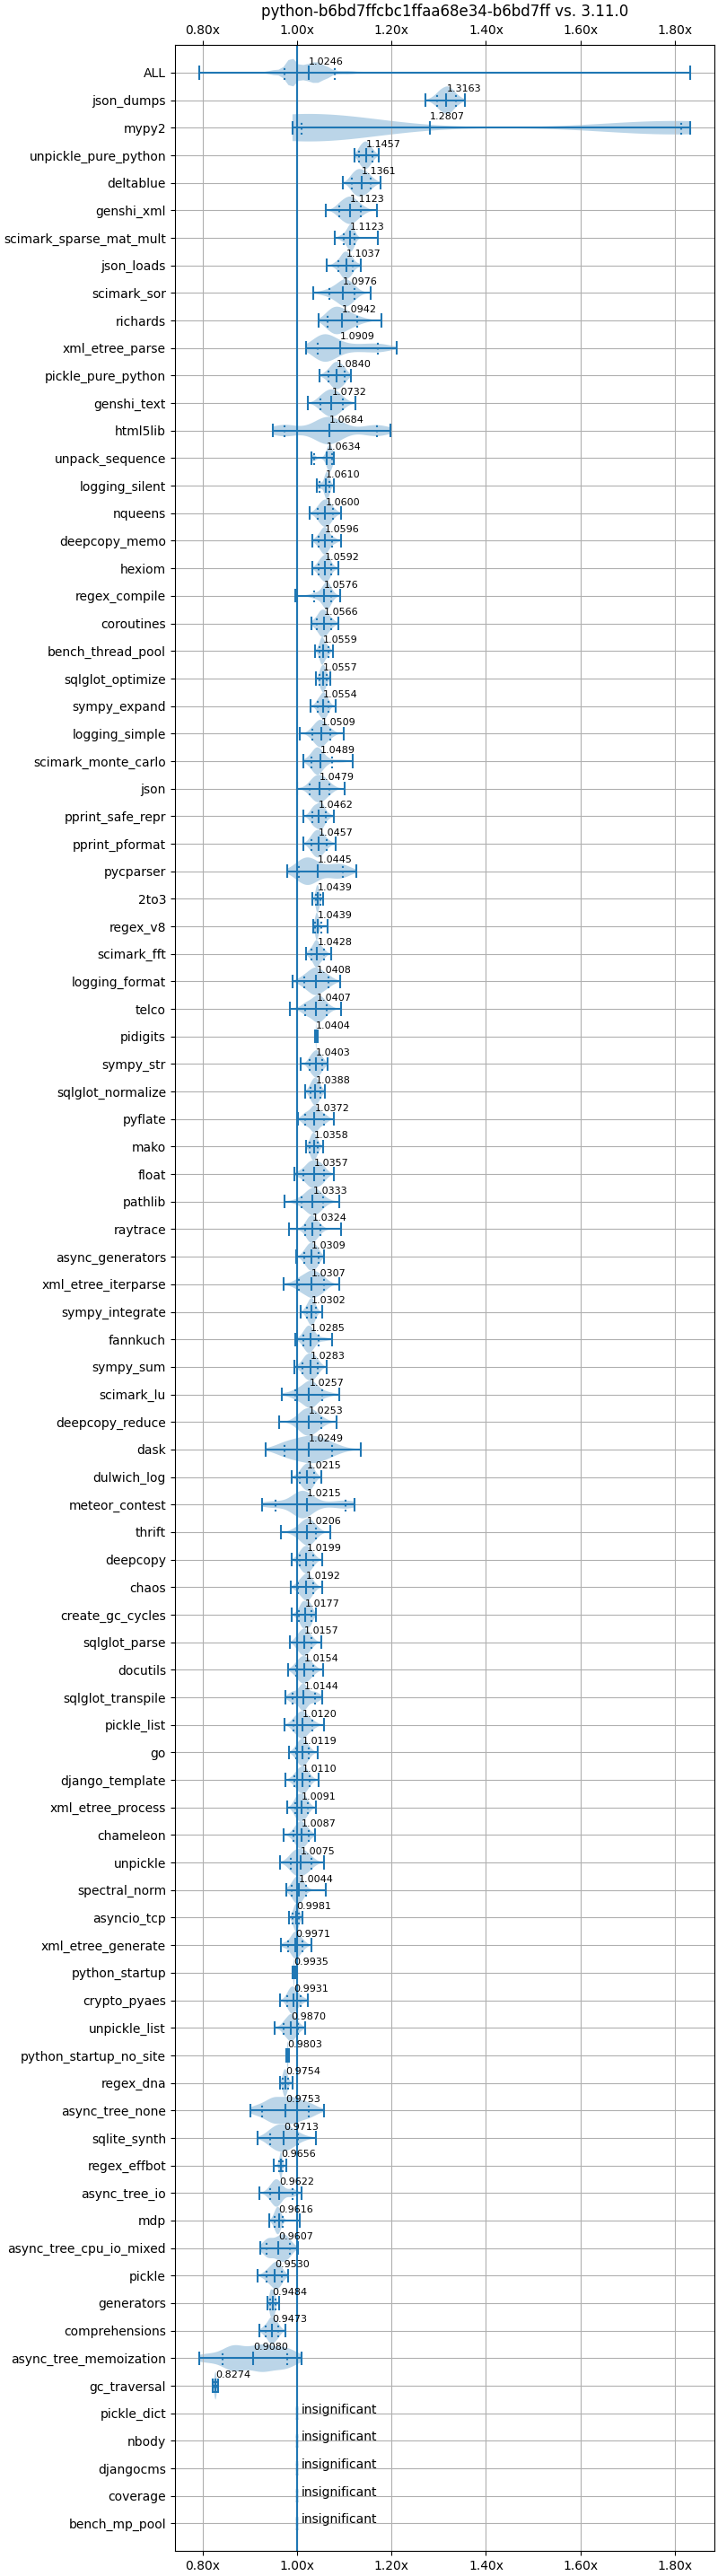 python-b6bd7ffcbc1ffaa68e34-b6bd7ff vs. 3.11.0
0.80x 1.00x 1.20x 1.40x 1.60x 1.80x
ALL 1.0246
json_dumps 1.3163
mypy2 1.2807
unpickle_pure_python 1.1457
deltablue 1.1361
genshi_xml 1.1123
scimark_sparse_mat_mult 1.1123
json_loads 1.1037
scimark_sor 1.0976
richards 1.0942
xml_etree_parse 1.0909
pickle_pure_python 1.0840
genshi_text 1.0732
html5lib 1.0684
unpack_sequence 1.0634
logging_silent 1.0610
nqueens 1.0600
deepcopy_memo 1.0596
hexiom 1.0592
regex_compile 1.0576
coroutines 1.0566
bench_thread_pool 1.0559
sqlglot_optimize 1.0557
sympy_expand 1.0554
logging_simple 1.0509
scimark_monte_carlo 1.0489
json 1.0479
pprint_safe_repr 1.0462
pprint_pformat 1.0457
pycparser 1.0445
2to3 1.0439
regex_v8 1.0439
scimark_fft 1.0428
logging_format 1.0408
telco 1.0407
pidigits 1.0404
sympy_str 1.0403
sqlglot_normalize 1.0388
pyflate 1.0372
mako 1.0358
float 1.0357
pathlib 1.0333
raytrace 1.0324
async_generators 1.0309
xml_etree_iterparse 1.0307
sympy_integrate 1.0302
fannkuch 1.0285
sympy_sum 1.0283
scimark_lu 1.0257
deepcopy_reduce 1.0253
dask 1.0249
dulwich_log 1.0215
meteor_contest 1.0215
thrift 1.0206
deepcopy 1.0199
chaos 1.0192
create_gc_cycles 1.0177
sqlglot_parse 1.0157
docutils 1.0154
sqlglot_transpile 1.0144
pickle_list 1.0120
go 1.0119
django_template 1.0110
xml_etree_process 1.0091
chameleon 1.0087
unpickle 1.0075
spectral_norm 1.0044
asyncio_tcp 0.9981
xml_etree_generate 0.9971
python_startup 0.9935
crypto_pyaes 0.9931
unpickle_list 0.9870
python_startup_no_site 0.9803
regex_dna 0.9754
async_tree_none 0.9753
sqlite_synth 0.9713
regex_effbot 0.9656
async_tree_io 0.9622
mdp 0.9616
async_tree_cpu_io_mixed 0.9607
pickle 0.9530
generators 0.9484
comprehensions 0.9473
async_tree_memoization 0.9080
gc_traversal 0.8274
pickle_dict insignificant
nbody insignificant
djangocms insignificant
coverage insignificant
bench_mp_pool insignificant
0.80x 1.00x 1.20x 1.40x 1.60x 1.80x